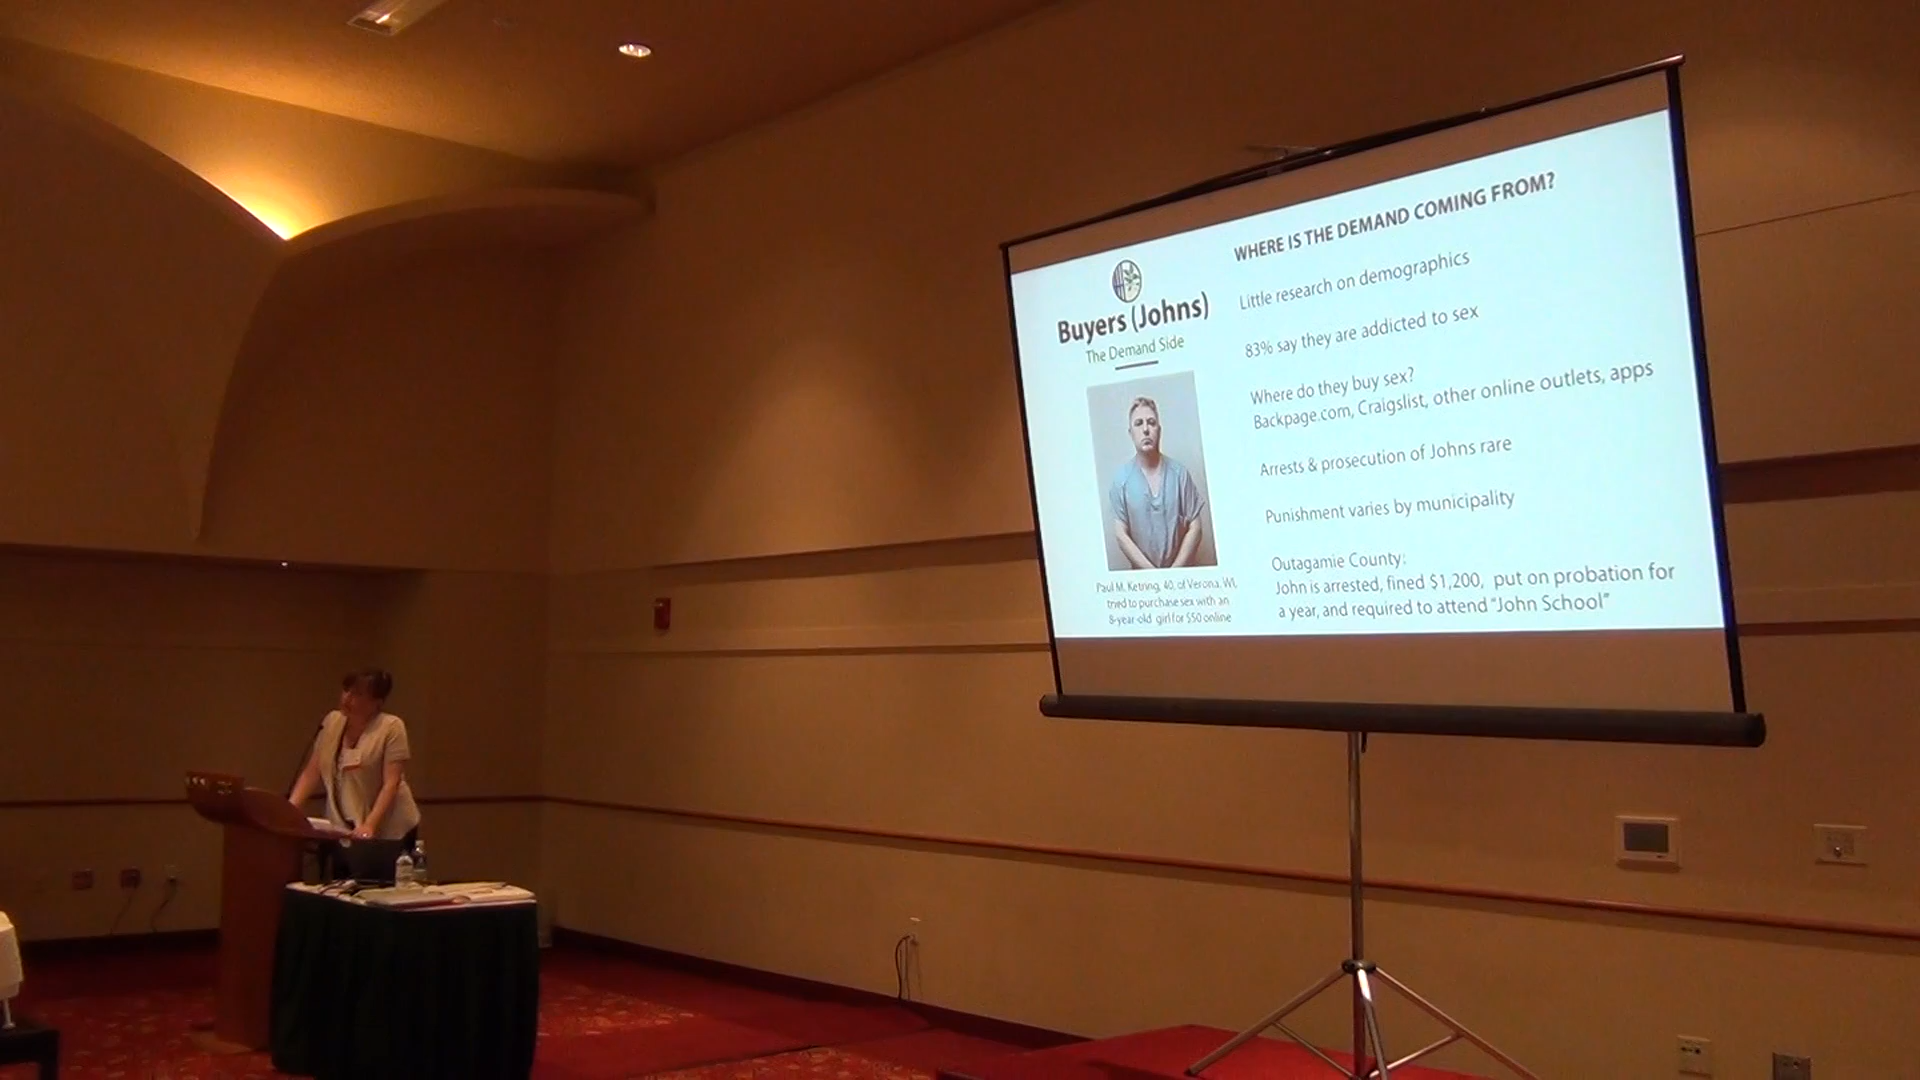 Buyers (Johns)
The Demand Side
Paul M. Ketring, 40, of Verona, WI,
tried to purchase sex with an
8-year-old girl for $50 online
WHERE IS THE DEMAND COMING FROM?
Little research on demographics
83% say they are addicted to sex
Where do they buy sex?
Backpage.com, Craigslist, other online outlets, apps
Arrests & prosecution of Johns rare
Punishment varies by municipality
Outagamie County:
John is arrested, fined $1,200, put on probation for
a year, and required to attend "John School"